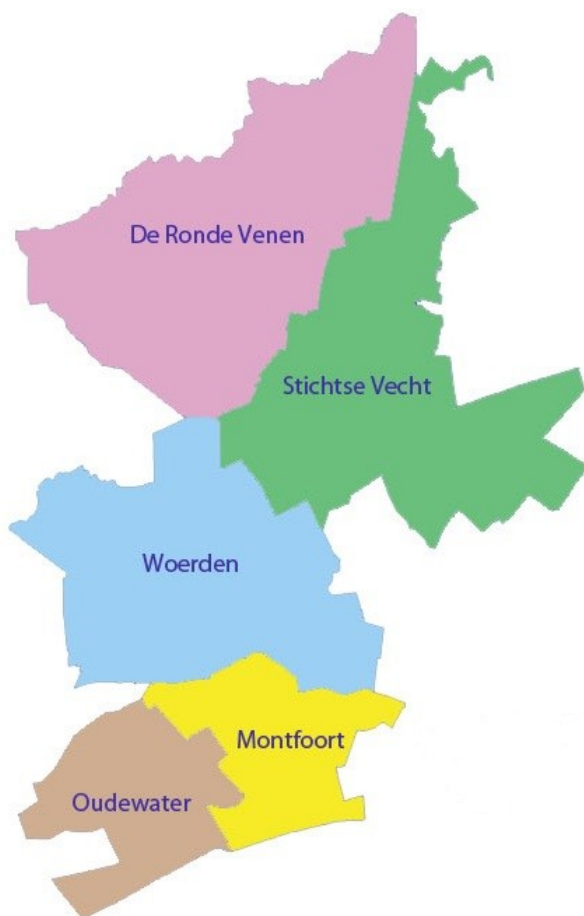 De Ronde Venen
Stichtse Vecht
Woerden
Montfoort
Oudewater